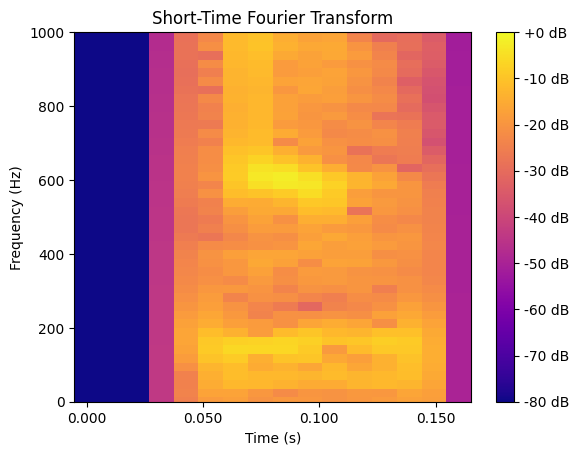 Short-Time Fourier Transform
1000
800
600
400
200
0
Frequency (Hz)
0.000
0.050
0.100
0.150
Time (s)
+0 dB
-10 dB
-20 dB
-30 dB
-40 dB
-50 dB
-60 dB
-70 dB
-80 dB